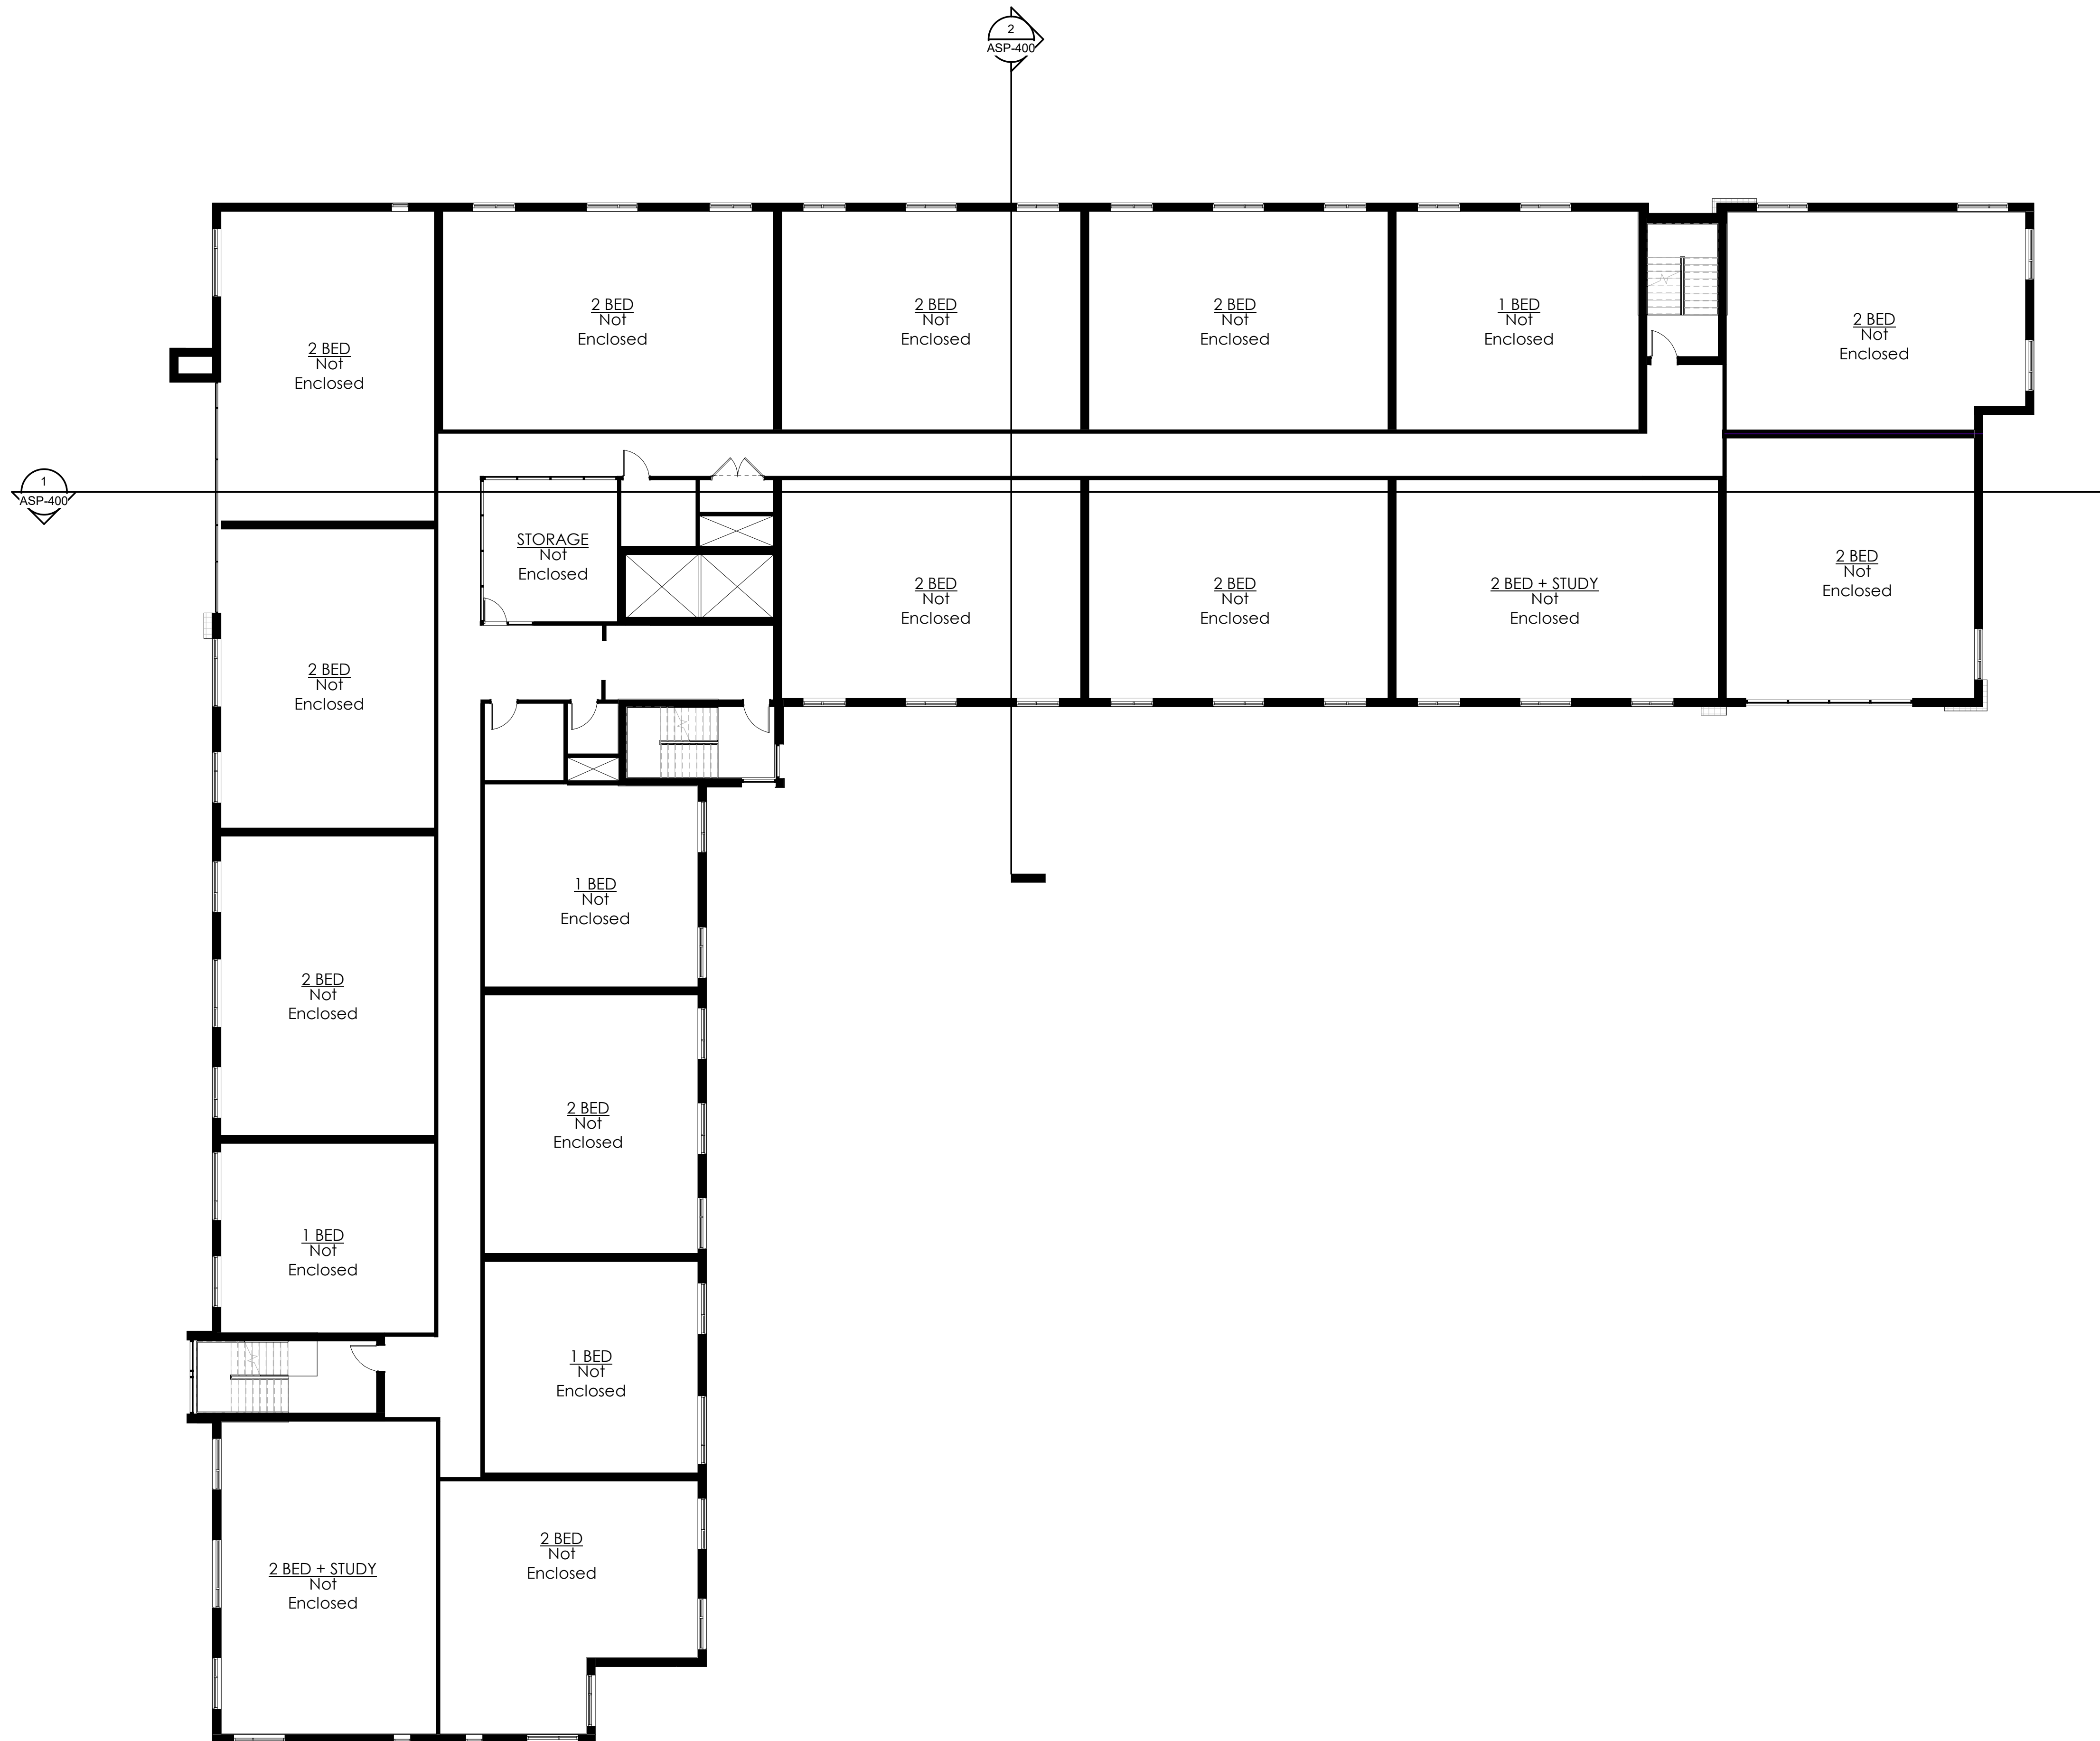 2
ASP-400
2 BED
Not
Enclosed
2 BED
Not
Enclosed
2 BED
Not
Enclosed
1 BED
Not
Enclosed
2 BED
Not
Enclosed
2 BED
Not
Enclosed
1
ASP-400
STORAGE
Not
Enclosed
2 BED
Not
Enclosed
2 BED
Not
Enclosed
2 BED + STUDY
Not
Enclosed
2 BED
Not
Enclosed
2 BED
Not
Enclosed
1 BED
Not
Enclosed
2 BED
Not
Enclosed
2 BED
Not
Enclosed
1 BED
Not
Enclosed
1 BED
Not
Enclosed
2 BED + STUDY
Not
Enclosed
2 BED
Not
Enclosed